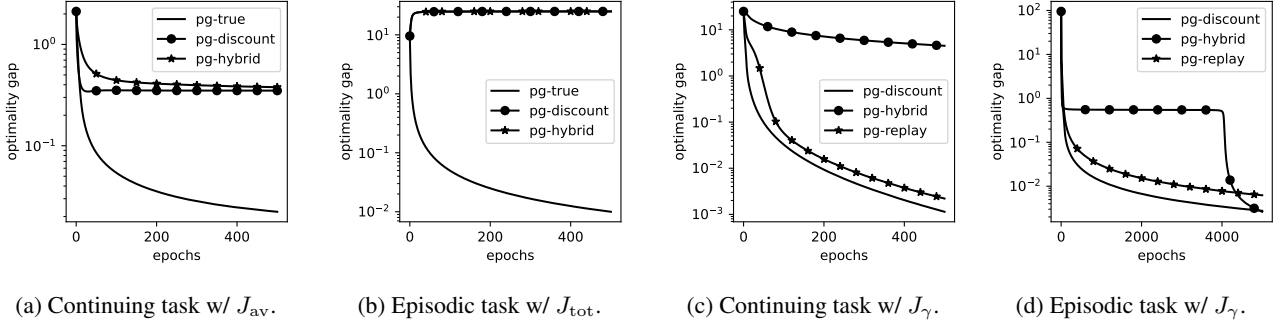 optimality gap
10^0
10^{-1}
pg-true
pg-discount
pg-hybrid
0 200 400
epochs
(a) Continuing task w/ J_av.
optimality gap
10^1
10^0
10^{-1}
10^{-2}
pg-true
pg-discount
pg-hybrid
0 200 400
epochs
(b) Episodic task w/ J_tot.
optimality gap
10^1
10^0
10^{-1}
10^{-2}
10^{-3}
pg-discount
pg-hybrid
pg-replay
0 200 400
epochs
(c) Continuing task w/ J_γ.
optimality gap
10^2
10^0
10^{-2}
pg-discount
pg-hybrid
pg-replay
0 2000 4000
epochs
(d) Episodic task w/ J_γ.